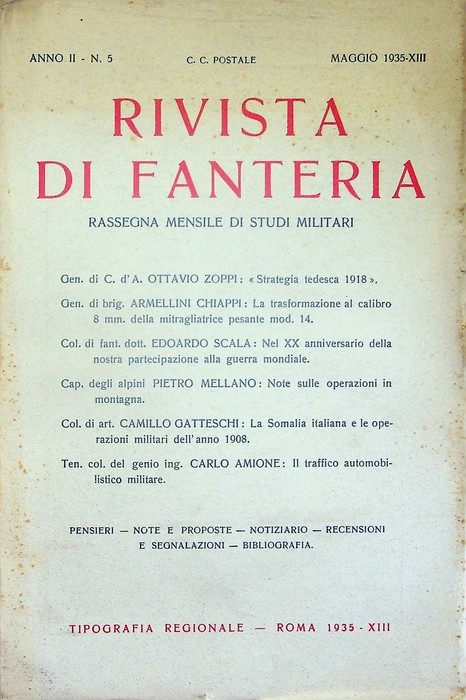 ANNO II - N. 5 C. C. POSTALE MAGGIO 1935-XIII
RIVISTA
DI FANTERIA
RASSEGNA MENSILE DI STUDI MILITARI
Gen. di C. d'A. OTTAVIO ZOPPI: « Strategia tedesca 1918 ».
Gen. di brig. ARMELLINI CHIAPPI: La trasformazione al calibro
8 mm. della mitragliatrice pesante mod. 14.
Col. di fant. dott. EDOARDO SCALA: Nel XX anniversario della
nostra partecipazione alla guerra mondiale.
Cap. degli alpini PIETRO MELLANO: Note sulle operazioni in
montagna.
Col. di art. CAMILLO GATTESCHI: La Somalia italiana e le ope-
razioni militari dell'anno 1908.
Ten. col. del genio ing. CARLO AMIONE: Il traffico automobi-
listico militare.
PENSIERI — NOTE E PROPOSTE — NOTIZIARIO — RECENSIONI
E SEGNALAZIONI — BIBLIOGRAFIA.
TIPOGRAFIA REGIONALE — ROMA 1935 - XIII